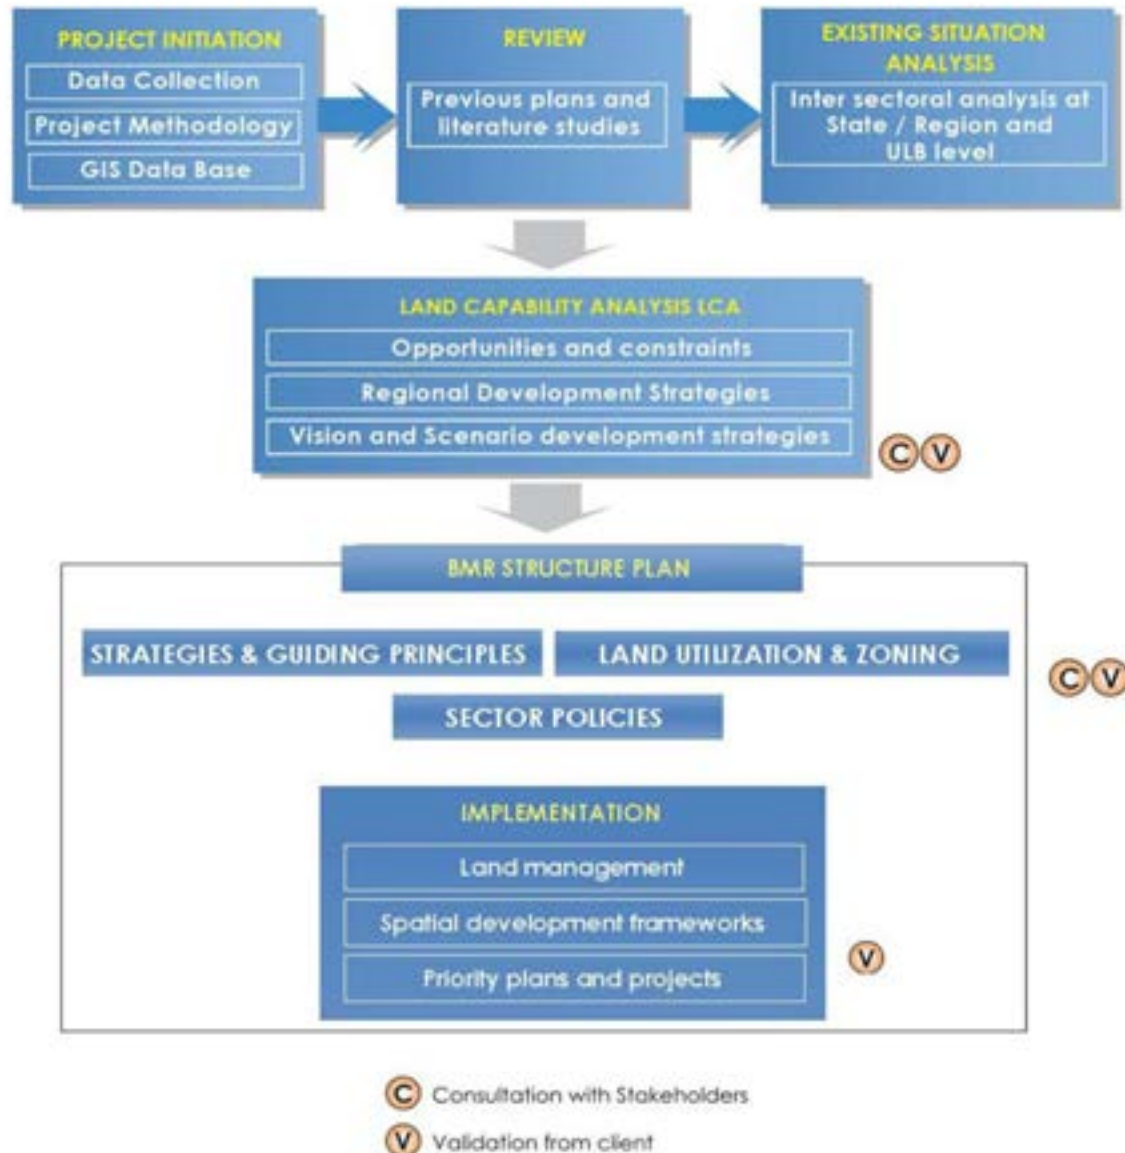 PROJECT INITIATION
Data Collection
Project Methodology
GIS Data Base
REVIEW
Previous plans and
literature studies
EXISTING SITUATION
ANALYSIS
Inter sectoral analysis at
State / Region and
ULB level
LAND CAPABILITY ANALYSIS LCA
Opportunities and constraints
Regional Development Strategies
Vision and Scenario development strategies
C V
BMR STRUCTURE PLAN
STRATEGIES & GUIDING PRINCIPLES
LAND UTILIZATION & ZONING
C V
SECTOR POLICIES
IMPLEMENTATION
Land management
Spatial development frameworks
Priority plans and projects
V
C Consultation with Stakeholders
V Validation from client